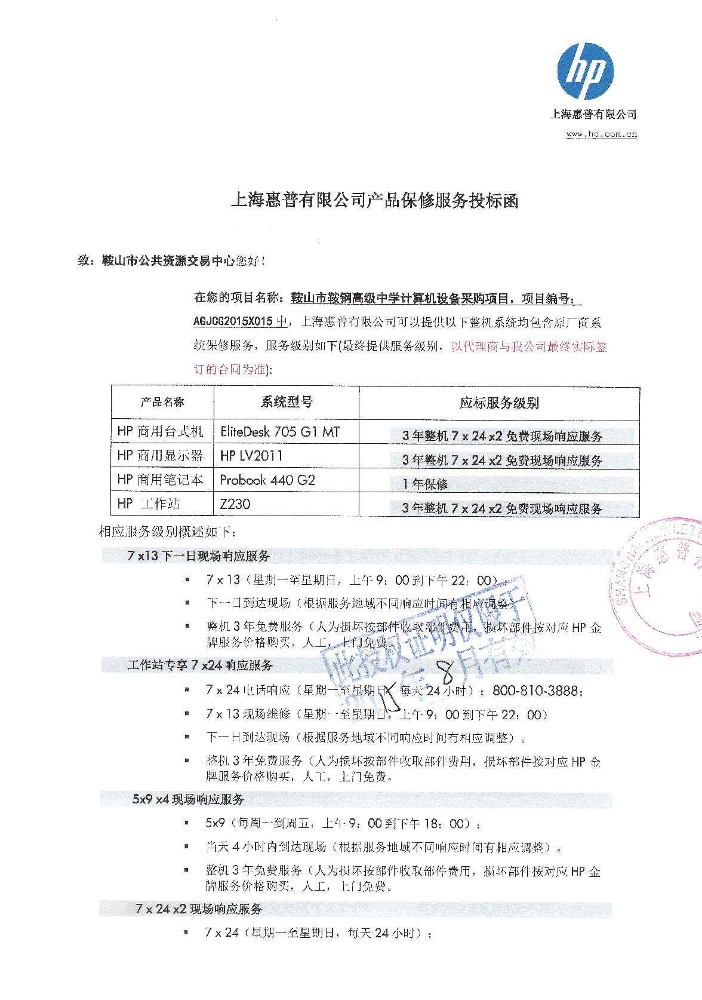 hp
上海惠普有限公司
www.hp.com.cn
上海惠普有限公司产品保修服务投标函
致：鞍山市公共资源交易中心您好！
在您的项目名称：鞍山市鞍钢高级中学计算机设备采购项目，项目编号：
AGJCG2015X015 中，上海惠普有限公司可以提供以下整机系统均包含原厂商系
统保修服务，服务级别如下(最终提供服务级别，以代理商与我公司最终实际签
订的合同为准):
产品名称 系统型号 应标服务级别
HP 商用台式机 EliteDesk 705 G1 MT 3 年整机 7 x 24 x2 免费现场响应服务
HP 商用显示器 HP LV2011 3 年整机 7 x 24 x2 免费现场响应服务
HP 商用笔记本 Probook 440 G2 1 年保修
HP 工作站 Z230 3 年整机 7 x 24 x2 免费现场响应服务
相应服务级别概述如下：
7 x13 下一日现场响应服务
▪ 7 x 13（星期一至星期日，上午 9：00 到下午 22：00）；
▪ 下一日到达现场（根据服务地域不同响应时间有相应调整）
▪ 整机 3 年免费服务（人为损坏按部件收取部件费用，损坏部件按对应 HP 金
牌服务价格购买，人工，上门免费。
工作站专享 7 x24 响应服务
▪ 7 x 24 电话响应（星期一至星期日，每天 24 小时）：800-810-3888；
▪ 7 x 13 现场维修（星期一至星期日，上午 9：00 到下午 22：00）
▪ 下一日到达现场（根据服务地域不同响应时间有相应调整）。
▪ 整机 3 年免费服务（人为损坏按部件收取部件费用，损坏部件按对应 HP 金
牌服务价格购买，人工，上门免费。
5x9 x4 现场响应服务
▪ 5x9（每周一到周五，上午 9：00 到下午 18：00）；
▪ 当天 4 小时内到达现场（根据服务地域不同响应时间有相应调整）。
▪ 整机 3 年免费服务（人为损坏按部件收取部件费用，损坏部件按对应 HP 金
牌服务价格购买，人工，上门免费。
7 x 24 x2 现场响应服务
▪ 7 x 24（星期一至星期日，每天 24 小时）；
此授权证明仅限于
2015年8月有效
上海惠普有
司